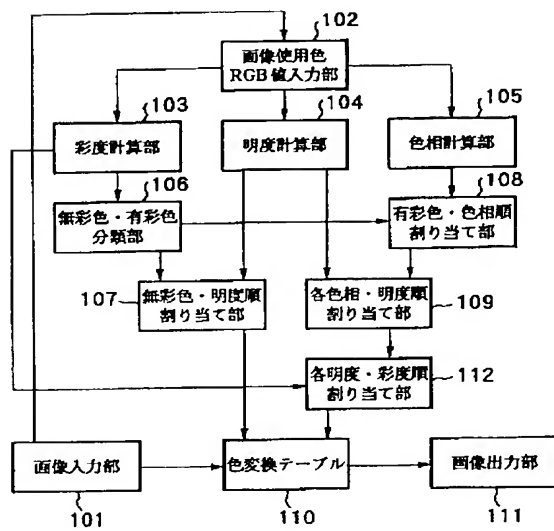 102
画像使用色
RGB値入力部
103
104
105
彩度計算部
明度計算部
色相計算部
106
108
無彩色・有彩色
分類部
有彩色・色相順
割り当て部
107
無彩色・明度順
割り当て部
各色相・明度順
割り当て部
109
各明度・彩度順
割り当て部
112
画像入力部
色変換テーブル
画像出力部
101
110
111